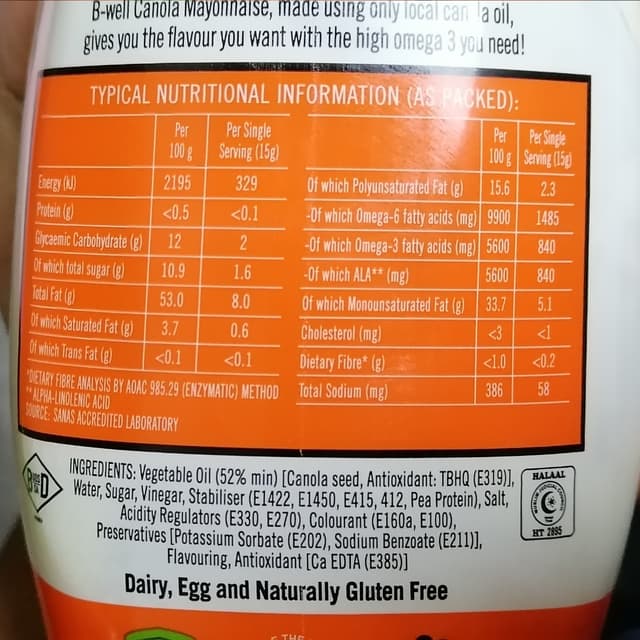 B-well Canola Mayonnaise, made using only local canola oil,
gives you the flavour you want with the high omega 3 you need!
TYPICAL NUTRITIONAL INFORMATION (AS PACKED):
Per 100 g Per Single Serving (15g)
Energy (kJ) 2195 329
Protein (g) <0.5 <0.1
Glycaemic Carbohydrate (g) 12 2
Of which total sugar (g) 10.9 1.6
Total Fat (g) 53.0 8.0
Of which Saturated Fat (g) 3.7 0.6
Of which Trans Fat (g) <0.1 <0.1
*DIETARY FIBRE ANALYSIS BY AOAC 985.29 (ENZYMATIC) METHOD
** ALPHA-LINOLENIC ACID
SOURCE: SANAS ACCREDITED LABORATORY
Per 100 g Per Single Serving (15g)
Of which Polyunsaturated Fat (g) 15.6 2.3
-Of which Omega-6 fatty acids (mg) 9900 1485
-Of which Omega-3 fatty acids (mg) 5600 840
-Of which ALA** (mg) 5600 840
Of which Monounsaturated Fat (g) 33.7 5.1
Cholesterol (mg) <3 <1
Dietary Fibre* (g) <1.0 <0.2
Total Sodium (mg) 386 58
INGREDIENTS: Vegetable Oil (52% min) [Canola seed, Antioxidant: TBHQ (E319)],
Water, Sugar, Vinegar, Stabiliser (E1422, E1450, E415, 412, Pea Protein), Salt,
Acidity Regulators (E330, E270), Colourant (E160a, E100),
Preservatives [Potassium Sorbate (E202), Sodium Benzoate (E211)],
Flavouring, Antioxidant [Ca EDTA (E385)]
Dairy, Egg and Naturally Gluten Free
HALAAL
HT 2895
THE